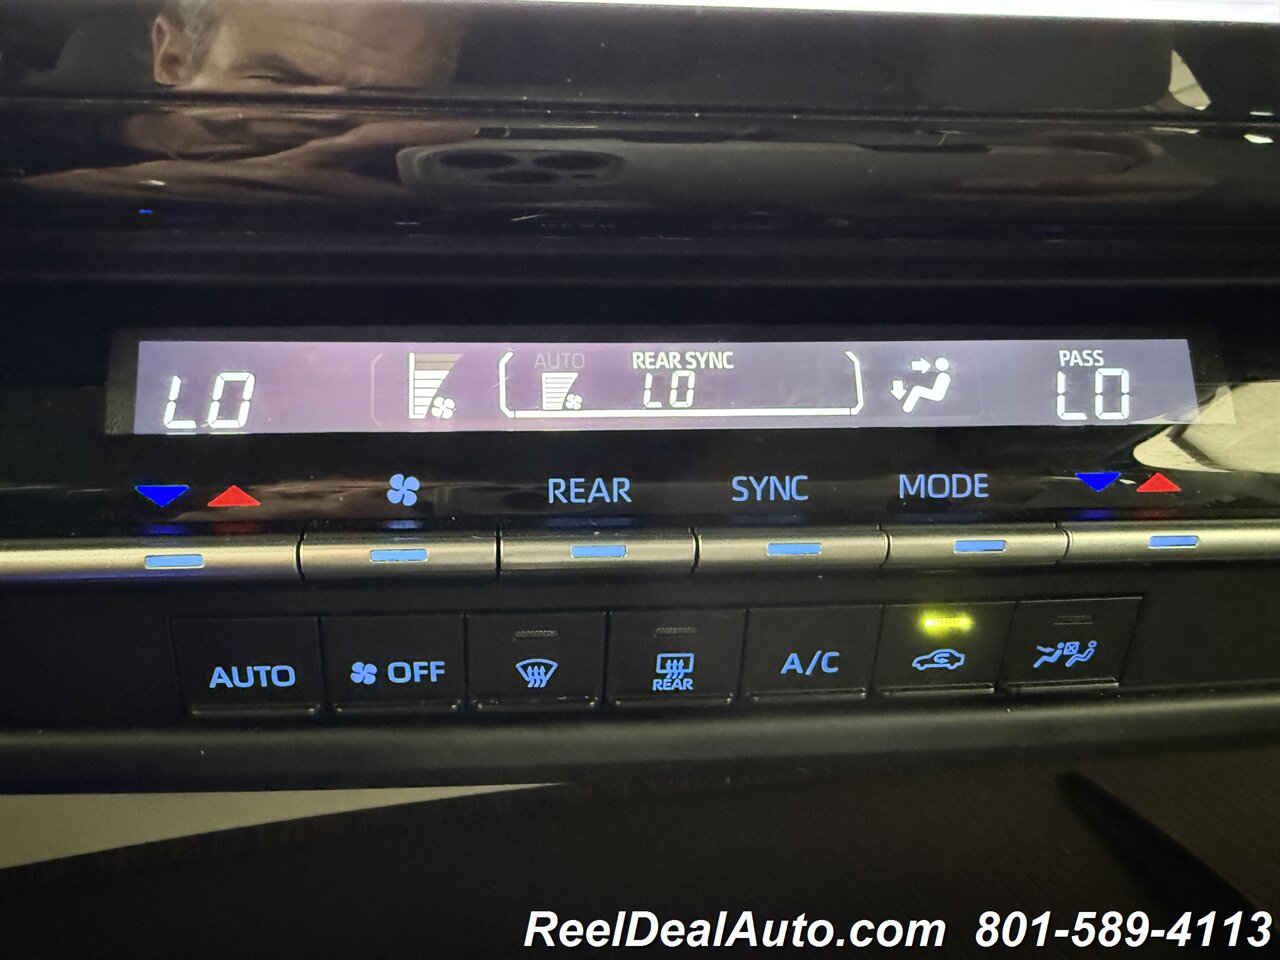 AUTO REAR SYNC PASS
LO LO LO
REAR SYNC MODE
AUTO OFF REAR A/C
ReelDealAuto.com 801-589-4113